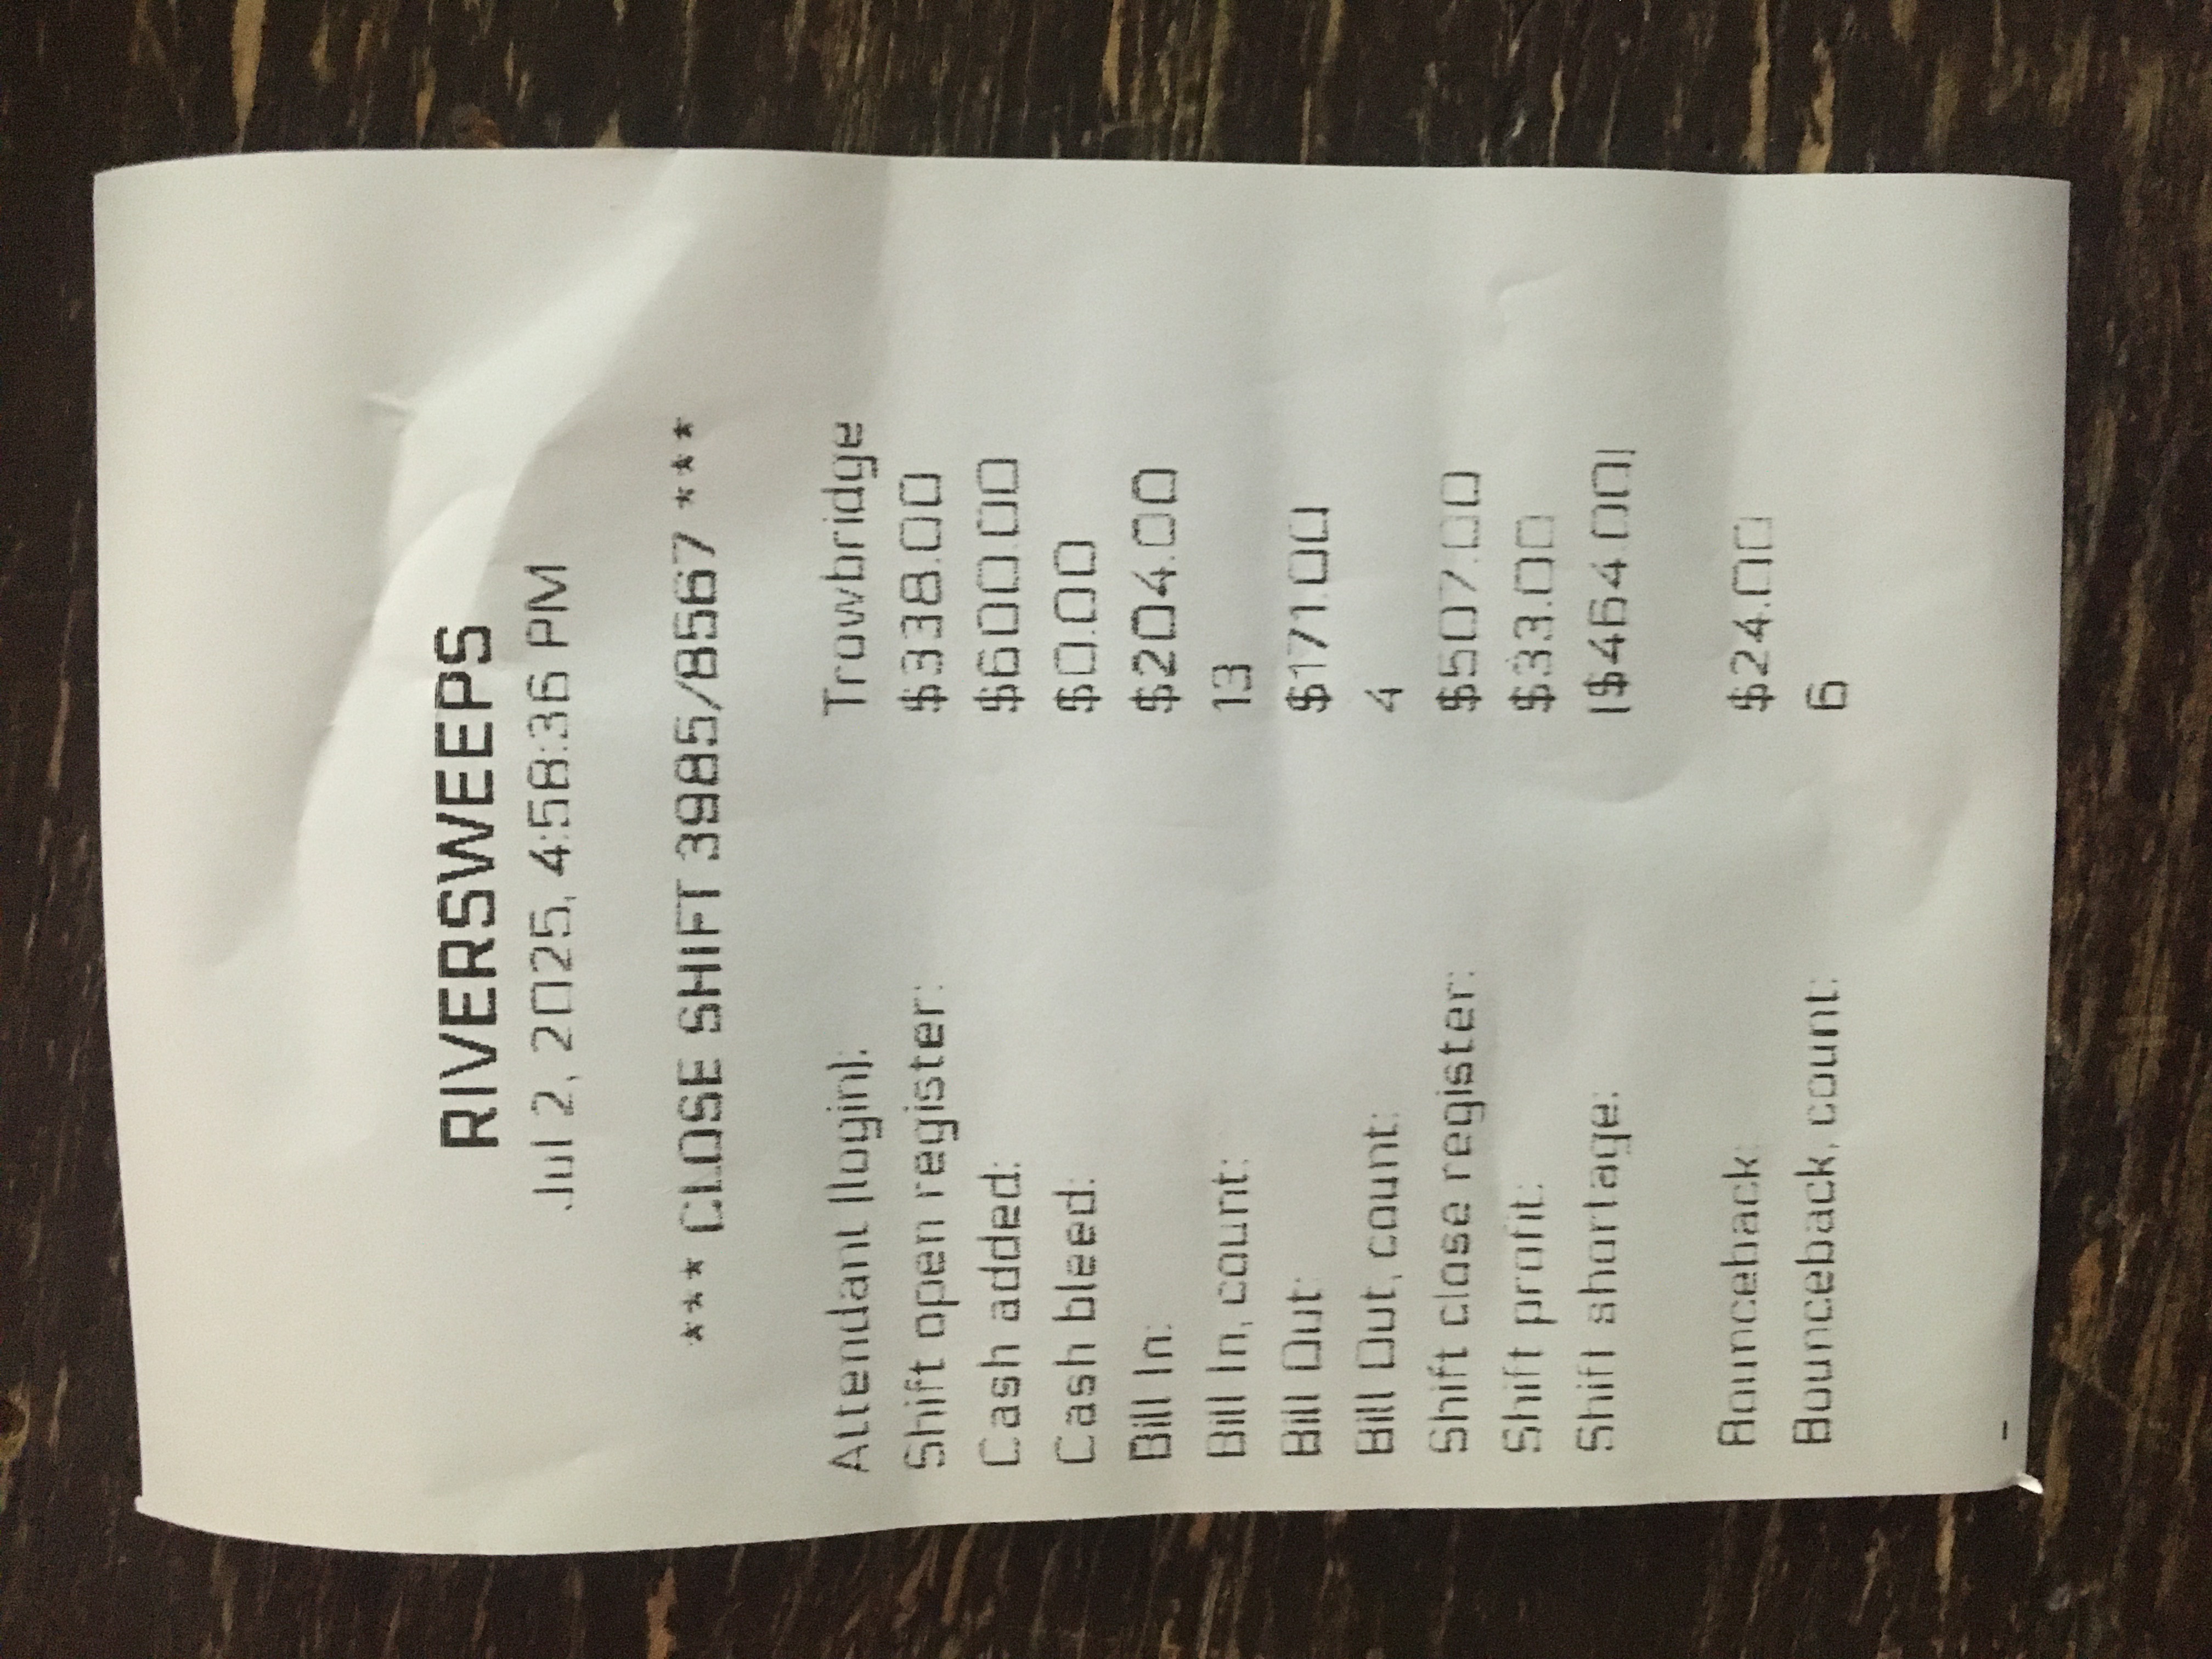 RIVERSWEEPS
Jul 2, 2025, 4:58:36 PM
*** CLOSE SHIFT 3985/8567 ***
Attendant (login): Trowbridge
Shift open register: $338.00
Cash added: $600.00
Cash bleed: $0.00
Bill In: $204.00
Bill In, count: 13
Bill Out: $171.00
Bill Out, count: 4
Shift close register: $507.00
Shift profit: $33.00
Shift shortage: ($464.00)
Bounceback: $24.00
Bounceback, count: 6